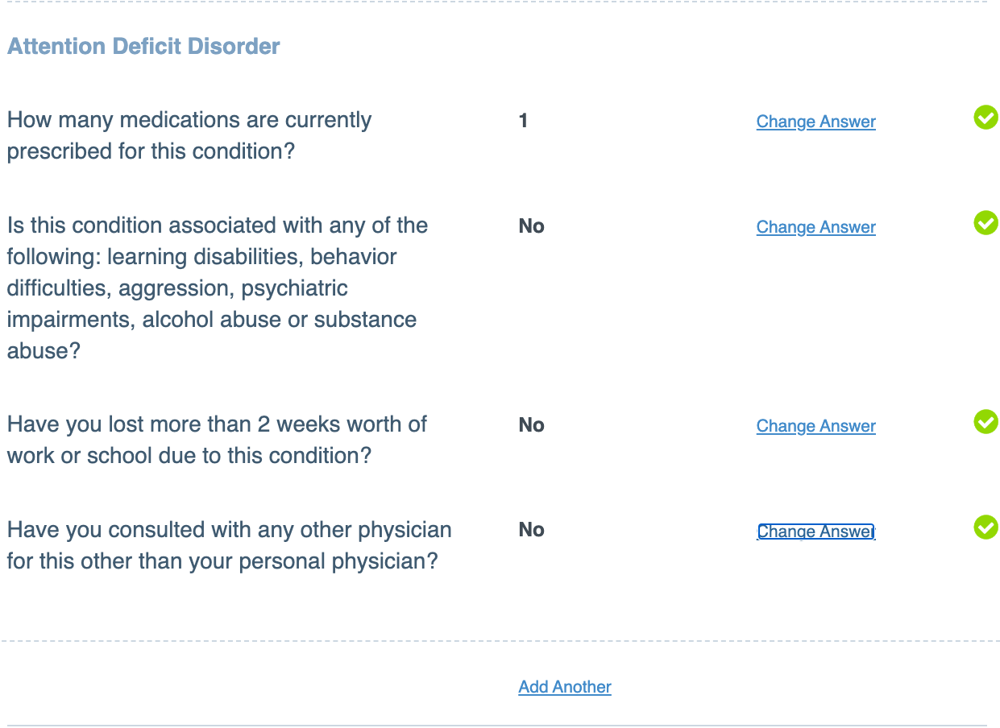 Attention Deficit Disorder
How many medications are currently
prescribed for this condition?
1
Change Answer
Is this condition associated with any of the
following: learning disabilities, behavior
difficulties, aggression, psychiatric
impairments, alcohol abuse or substance
abuse?
No
Change Answer
Have you lost more than 2 weeks worth of
work or school due to this condition?
No
Change Answer
Have you consulted with any other physician
for this other than your personal physician?
No
Change Answer
Add Another